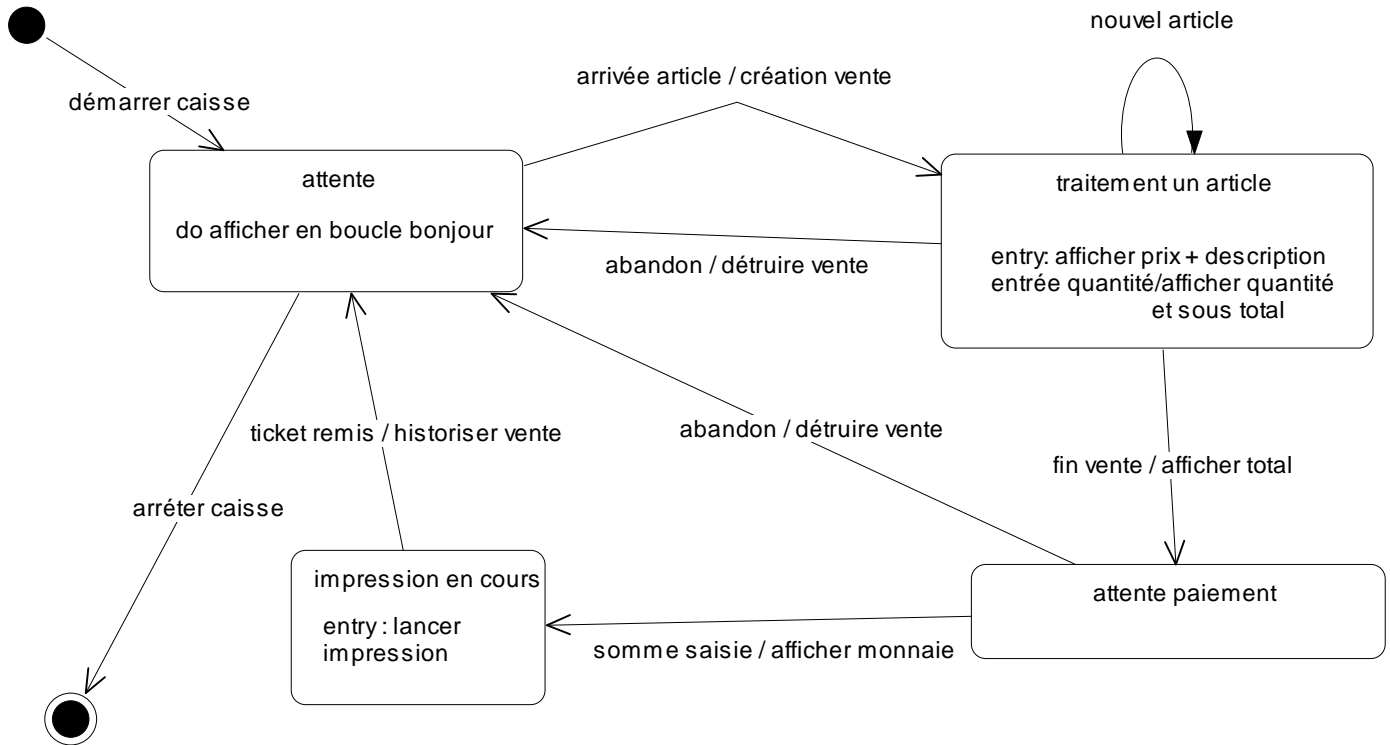 nouvel article
arrivée article / création vente
démarrer caisse
attente
do afficher en boucle bonjour
traitement un article
entry: afficher prix + description
entrée quantité/afficher quantité
et sous total
abandon / détruire vente
ticket remis / historiser vente
abandon / détruire vente
fin vente / afficher total
arréter caisse
impression en cours
entry : lancer
impression
attente paiement
somme saisie / afficher monnaie